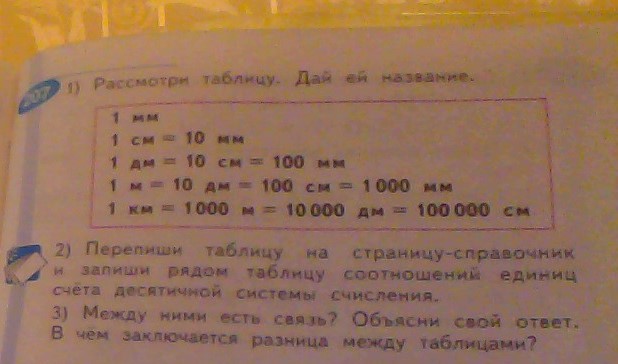 207 1) Рассмотри таблицу. Дай ей название.
1 мм
1 см = 10 мм
1 дм = 10 см = 100 мм
1 м = 10 дм = 100 см = 1000 мм
1 км = 1000 м = 10 000 дм = 100 000 см
2) Перепиши таблицу на страницу-справочник
и запиши рядом таблицу соотношений единиц
счёта десятичной системы счисления.
3) Между ними есть связь? Объясни свой ответ.
В чём заключается разница между таблицами?